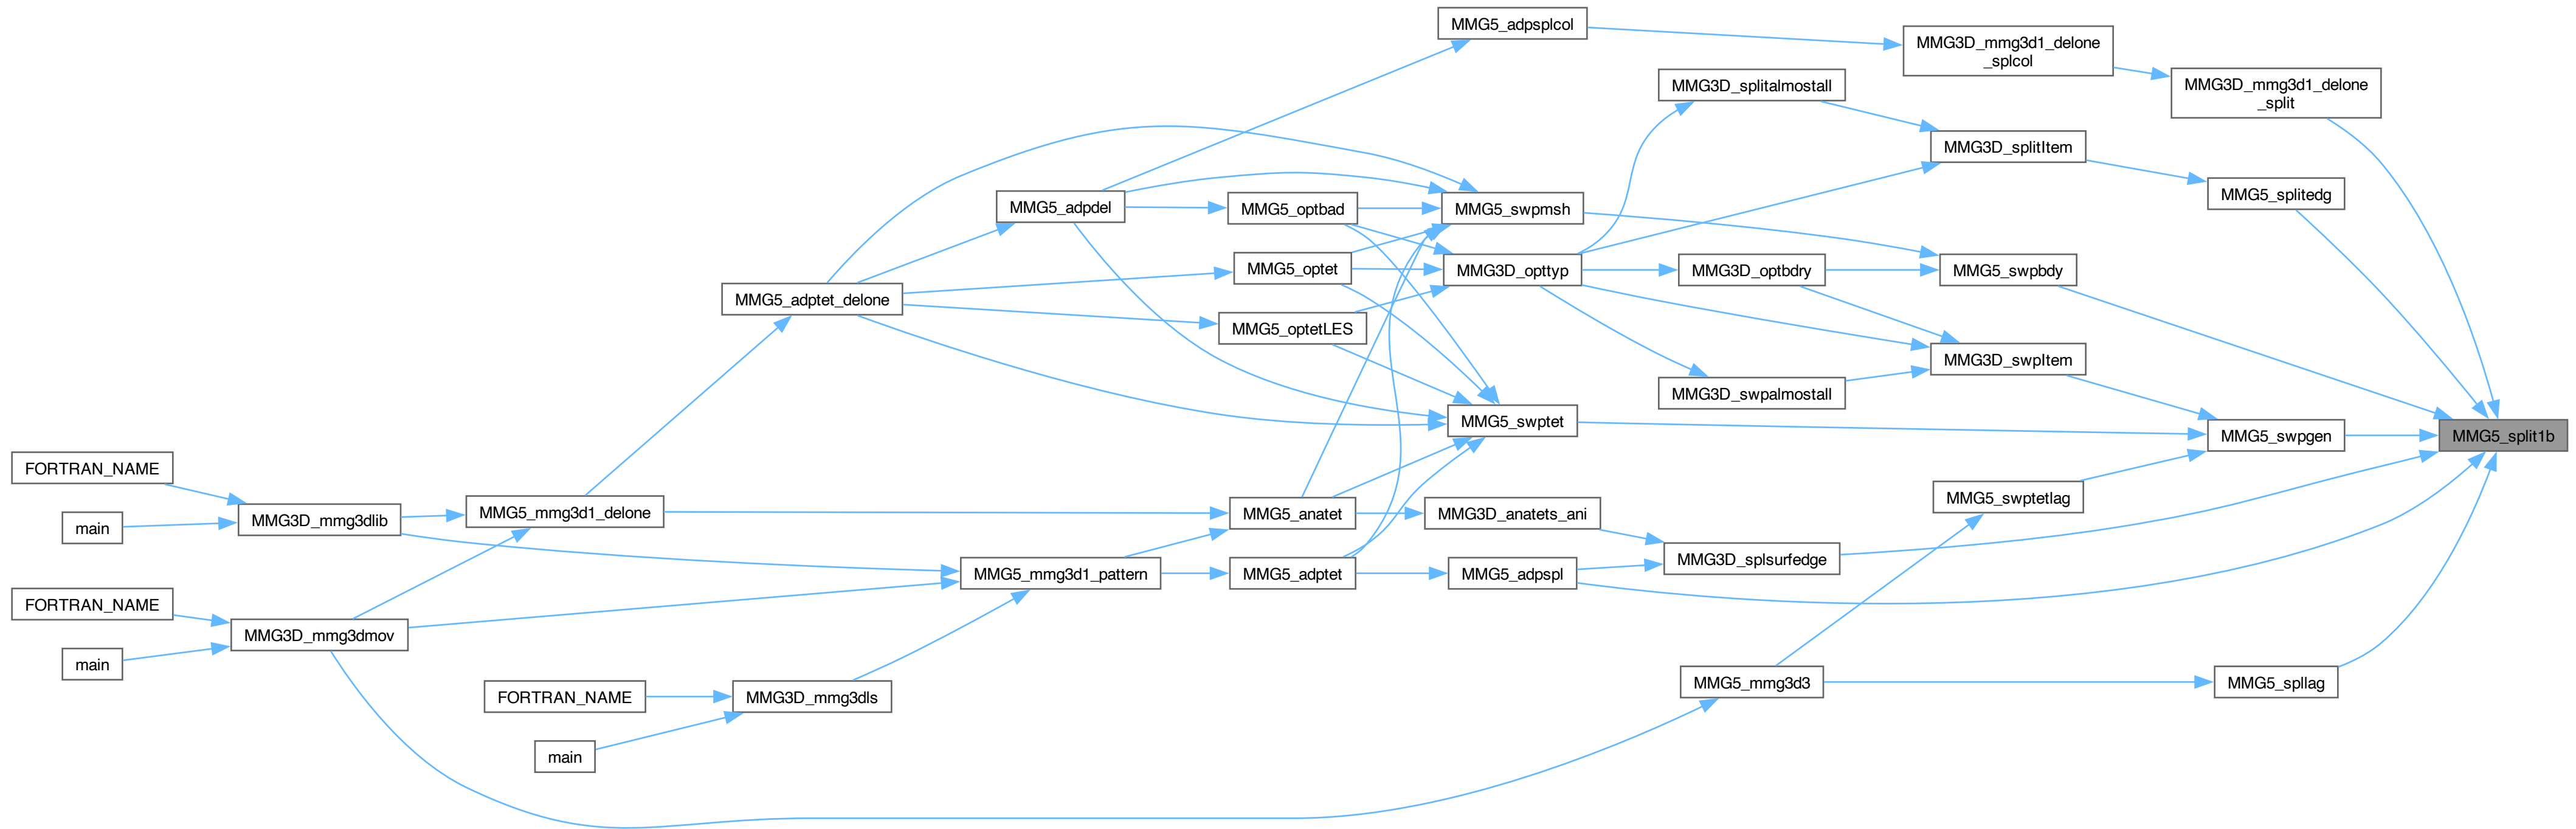 MMG5_adpsplcol
MMG3D_mmg3d1_delone
_splcol
MMG3D_splitalmostall
MMG3D_mmg3d1_delone
_split
MMG3D_splitItem
MMG5_splitedg
MMG5_adpdel
MMG5_optbad
MMG5_swpmsh
MMG5_optet
MMG3D_opttyp
MMG3D_optbdry
MMG5_swpbdy
MMG5_adptet_delone
MMG5_optetLES
MMG3D_swpItem
MMG3D_swpalmostall
MMG5_swptet
MMG5_swpgen
MMG5_split1b
FORTRAN_NAME
main
MMG3D_mmg3dlib
MMG5_mmg3d1_delone
MMG5_anatet
MMG3D_anatets_ani
MMG5_swptetlag
MMG5_mmg3d1_pattern
MMG5_adptet
MMG5_adpspl
MMG3D_splsurfedge
FORTRAN_NAME
MMG3D_mmg3dmov
main
FORTRAN_NAME
MMG3D_mmg3dls
MMG5_mmg3d3
MMG5_spllag
main